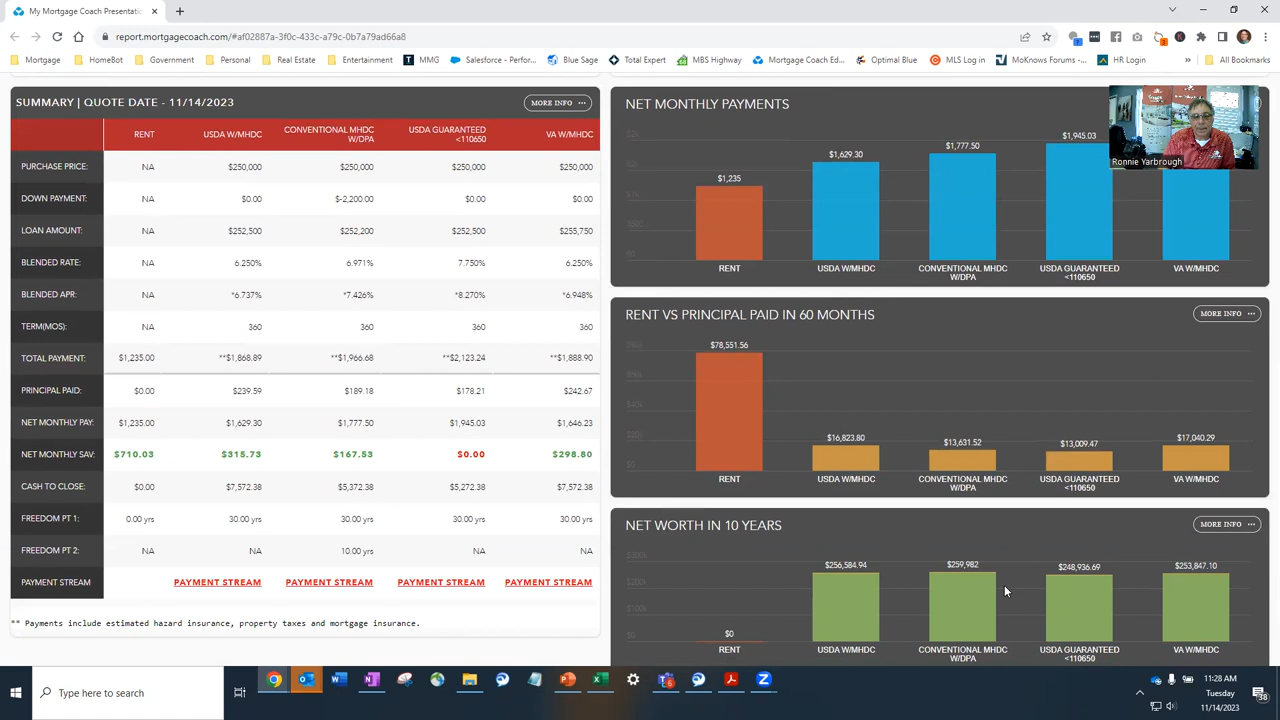 My Mortgage Coach Presentatio
report.mortgagecoach.com/#af02887a-3f0c-433c-a79c-0b7a79ad66a8
Mortgage HomeBot Government Personal Real Estate Entertainment MMG Salesforce - Perfor... Blue Sage Total Expert MBS Highway Mortgage Coach Ed... Optimal Blue MLS Log in MoKnows Forums -... HR Login » All Bookmarks
SUMMARY | QUOTE DATE - 11/14/2023 MORE INFO ...
RENT USDA W/MHDC CONVENTIONAL MHDC W/DPA USDA GUARANTEED <110650 VA W/MHDC
PURCHASE PRICE: NA $250,000 $250,000 $250,000 $250,000
DOWN PAYMENT: NA $0.00 $-2,200.00 $0.00 $0.00
LOAN AMOUNT: NA $252,500 $252,200 $252,500 $255,750
BLENDED RATE: NA 6.250% 6.971% 7.750% 6.250%
BLENDED APR: NA *6.737% *7.426% *8.270% *6.948%
TERM(MOS): NA 360 360 360 360
TOTAL PAYMENT: $1,235.00 **$1,868.89 **$1,966.68 **$2,123.24 **$1,888.90
PRINCIPAL PAID: $0.00 $239.59 $189.18 $178.21 $242.67
NET MONTHLY PAY: $1,235.00 $1,629.30 $1,777.50 $1,945.03 $1,646.23
NET MONTHLY SAV: $710.03 $315.73 $167.53 $0.00 $298.80
CASH TO CLOSE: $0.00 $7,572.38 $5,372.38 $5,272.38 $7,572.38
FREEDOM PT 1: 0.00 yrs 30.00 yrs 30.00 yrs 30.00 yrs 30.00 yrs
FREEDOM PT 2: NA NA 10.00 yrs NA NA
PAYMENT STREAM PAYMENT STREAM PAYMENT STREAM PAYMENT STREAM PAYMENT STREAM
** Payments include estimated hazard insurance, property taxes and mortgage insurance.
NET MONTHLY PAYMENTS
$1,235 $1,629.30 $1,777.50 $1,945.03
$0
RENT USDA W/MHDC CONVENTIONAL MHDC W/DPA USDA GUARANTEED <110650 VA W/MHDC
Ronnie Yarbrough
RENT VS PRINCIPAL PAID IN 60 MONTHS MORE INFO ...
$78,551.56 $16,823.80 $13,631.52 $13,009.47 $17,040.29
$0
RENT USDA W/MHDC CONVENTIONAL MHDC W/DPA USDA GUARANTEED <110650 VA W/MHDC
NET WORTH IN 10 YEARS MORE INFO ...
$300k
$200k
$100k
$0
$0 $256,584.94 $259,982 $248,936.69 $253,847.10
RENT USDA W/MHDC CONVENTIONAL MHDC W/DPA USDA GUARANTEED <110650 VA W/MHDC
Type here to search
11:28 AM
Tuesday
11/14/2023
38